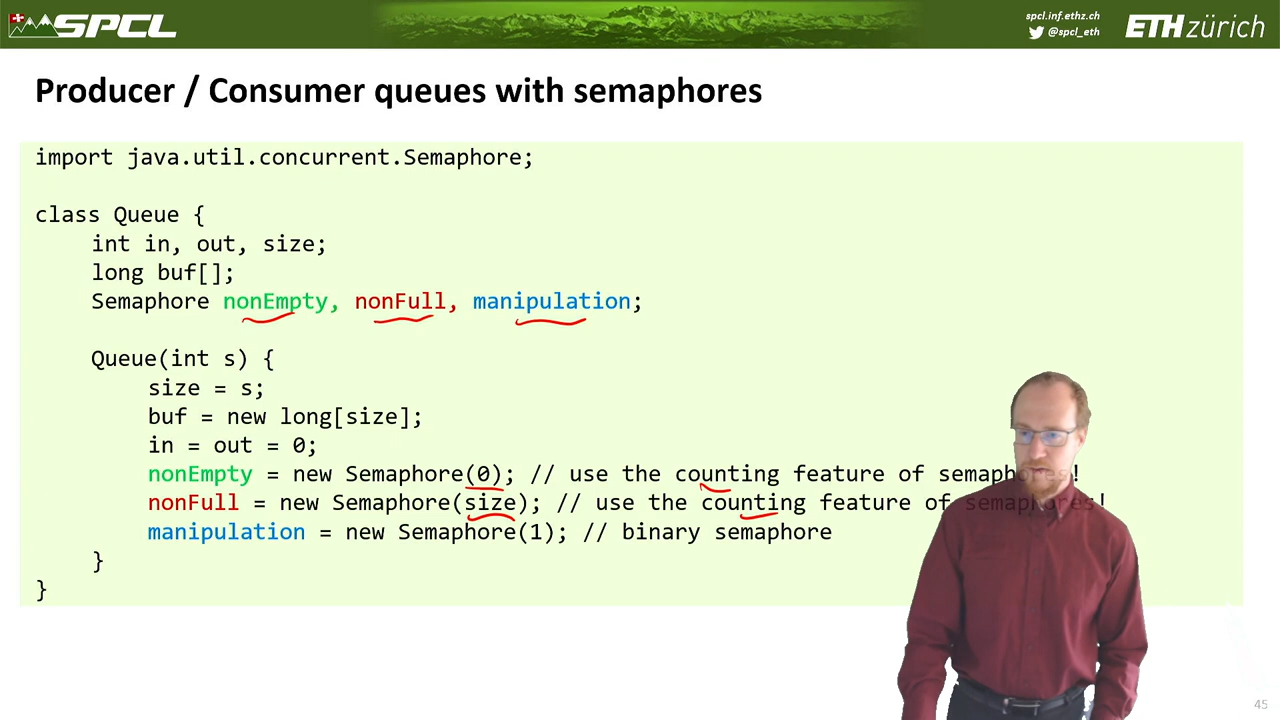 SPCL
spcl.inf.ethz.ch
@spcl_eth
ETH zürich
Producer / Consumer queues with semaphores
import java.util.concurrent.Semaphore;
class Queue {
int in, out, size;
long buf[];
Semaphore nonEmpty, nonFull, manipulation;
Queue(int s) {
size = s;
buf = new long[size];
in = out = 0;
nonEmpty = new Semaphore(0); // use the counting feature of semaphores!
nonFull = new Semaphore(size); // use the counting feature of semaphores!
manipulation = new Semaphore(1); // binary semaphore
}
}
45